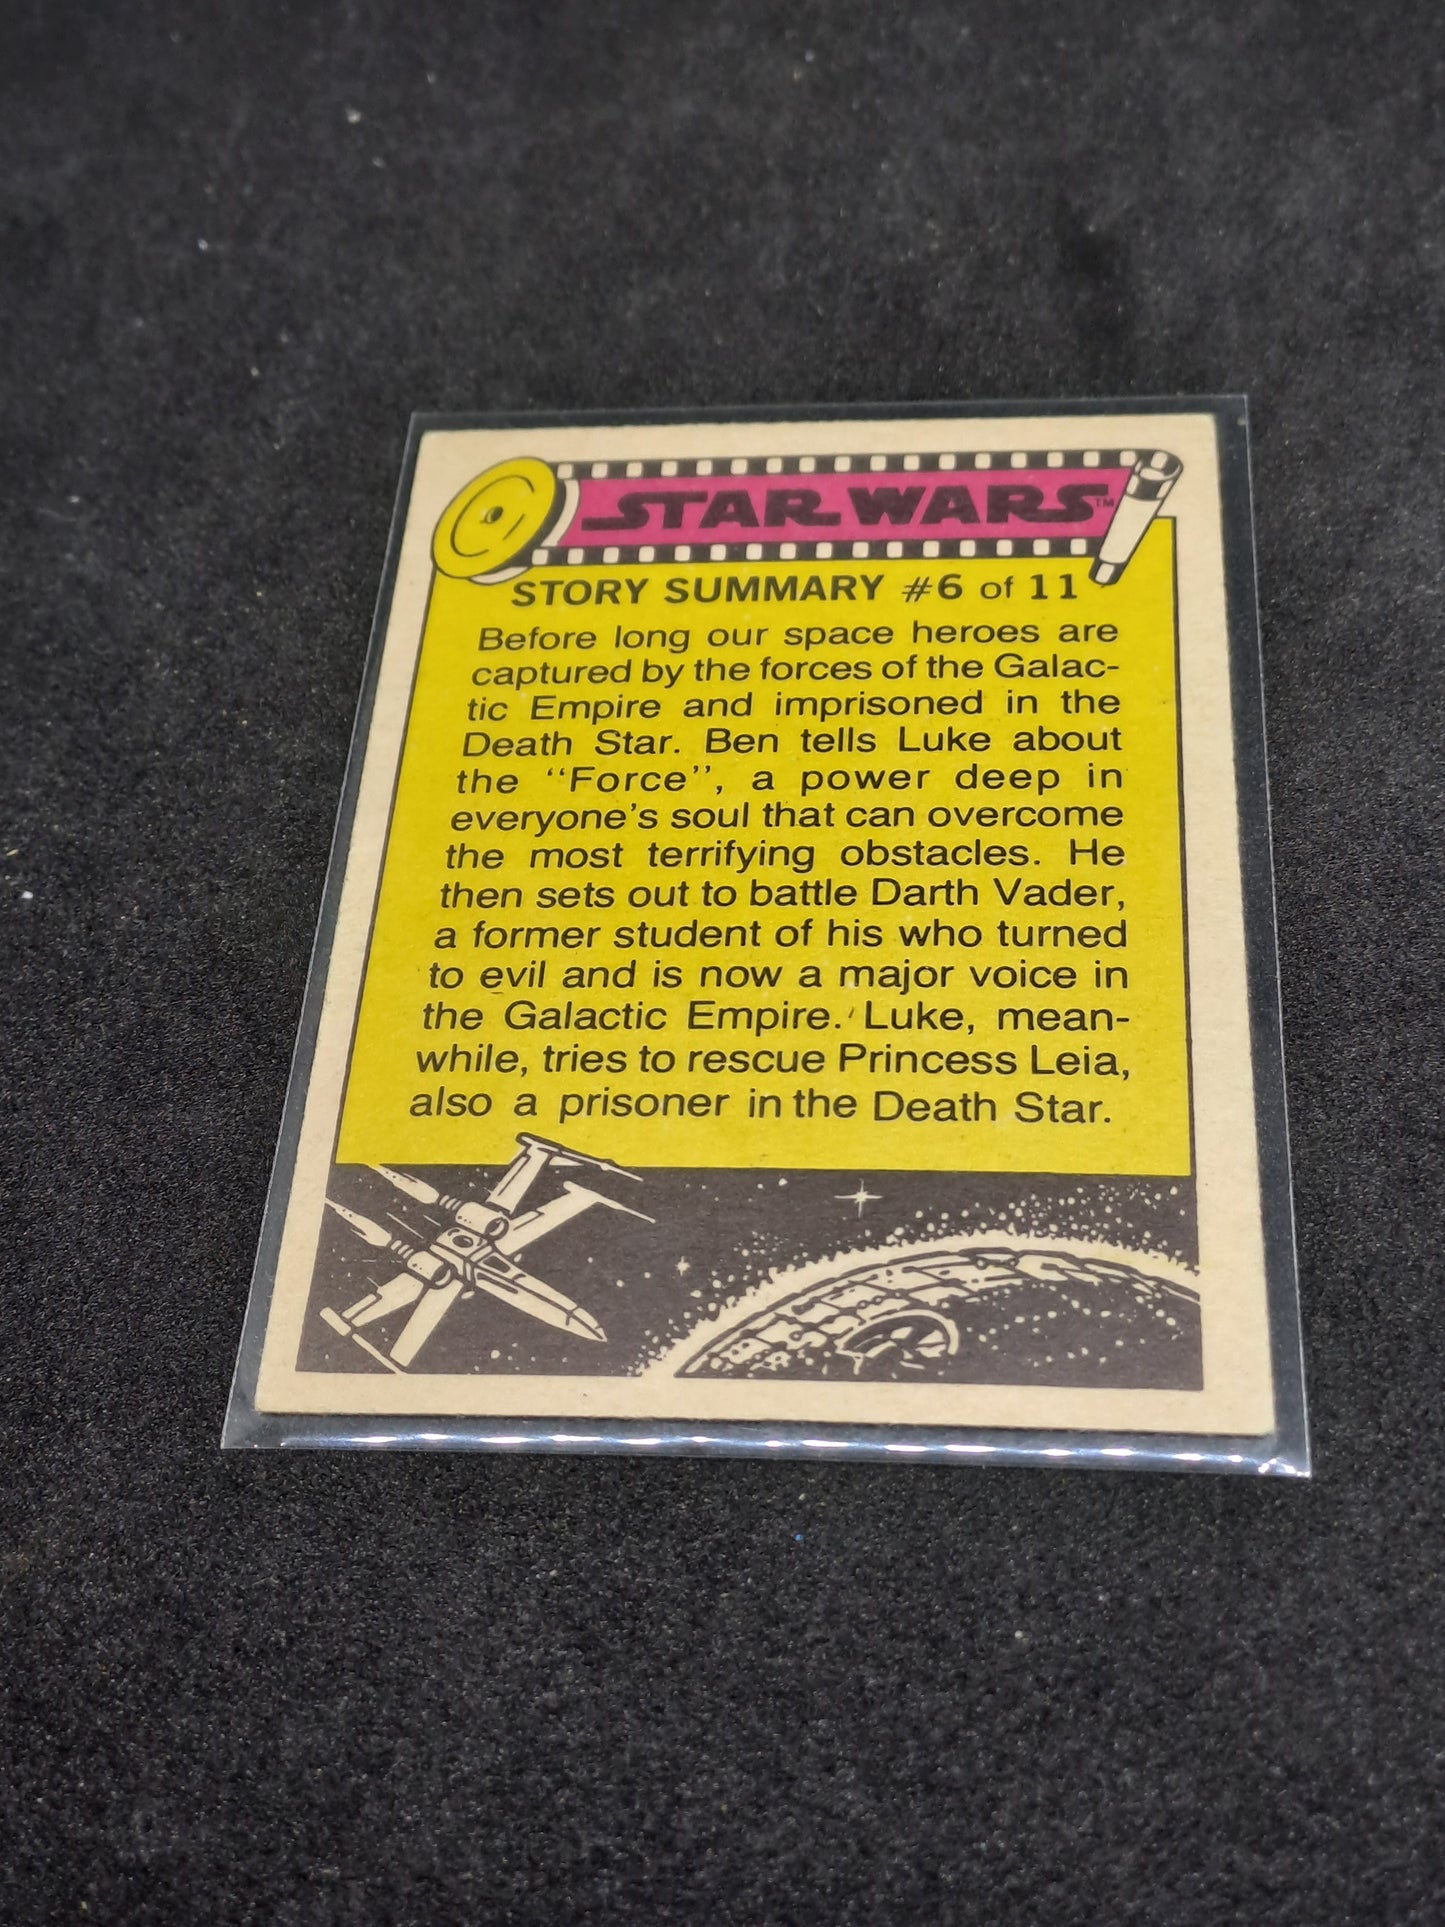 STAR WARS™
STORY SUMMARY #6 of 11
Before long our space heroes are
captured by the forces of the Galac-
tic Empire and imprisoned in the
Death Star. Ben tells Luke about
the "Force", a power deep in
everyone's soul that can overcome
the most terrifying obstacles. He
then sets out to battle Darth Vader,
a former student of his who turned
to evil and is now a major voice in
the Galactic Empire. Luke, mean-
while, tries to rescue Princess Leia,
also a prisoner in the Death Star.